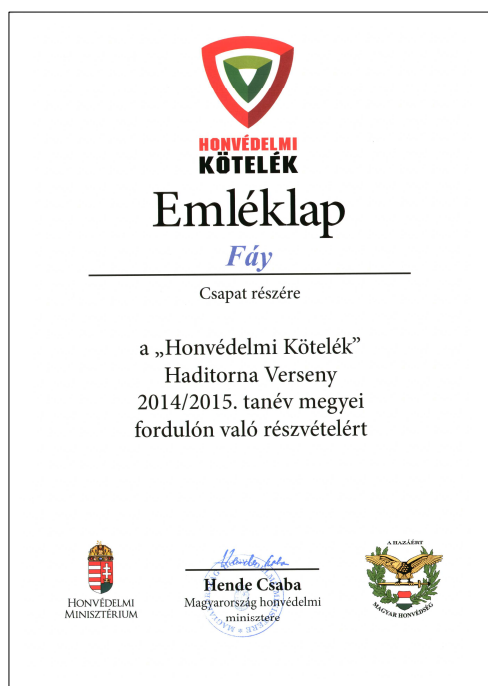 HONVÉDELMI
KÖTELÉK
Emléklap
Fáy
Csapat részére
a „Honvédelmi Kötelék”
Haditorna Verseny
2014/2015. tanév megyei
fordulón való részvételért
HONVÉDELMI
MINISZTÉRIUM
Hende Csaba
Magyarország honvédelmi
minisztere
A HAZÁÉRT
MAGYAR HONVÉDSÉG